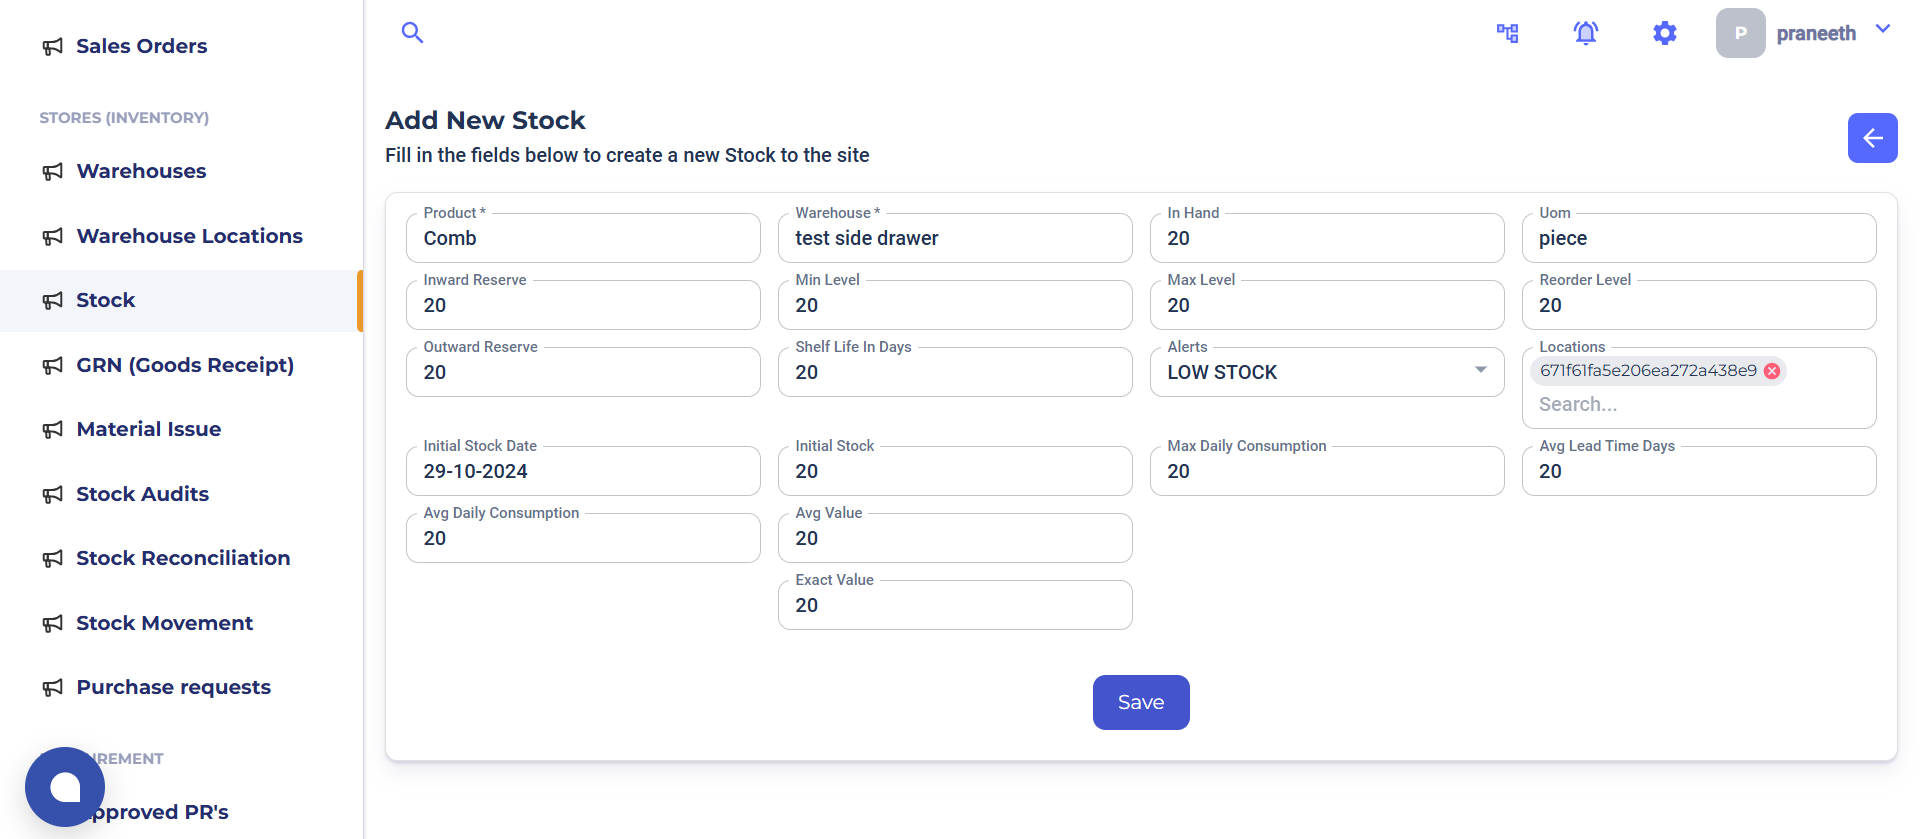 Sales Orders
STORES (INVENTORY)
Warehouses
Warehouse Locations
Stock
GRN (Goods Receipt)
Material Issue
Stock Audits
Stock Reconciliation
Stock Movement
Purchase requests
P
praneeth
Add New Stock
Fill in the fields below to create a new Stock to the site
Product *
Comb
Warehouse *
test side drawer
In Hand
20
Uom
piece
Inward Reserve
20
Min Level
20
Max Level
20
Reorder Level
20
Outward Reserve
20
Shelf Life In Days
20
Alerts
LOW STOCK
Locations
671f61fa5e206ea272a438e9
Search...
Initial Stock Date
29-10-2024
Initial Stock
20
Max Daily Consumption
20
Avg Lead Time Days
20
Avg Daily Consumption
20
Avg Value
20
Exact Value
20
Save
PR's